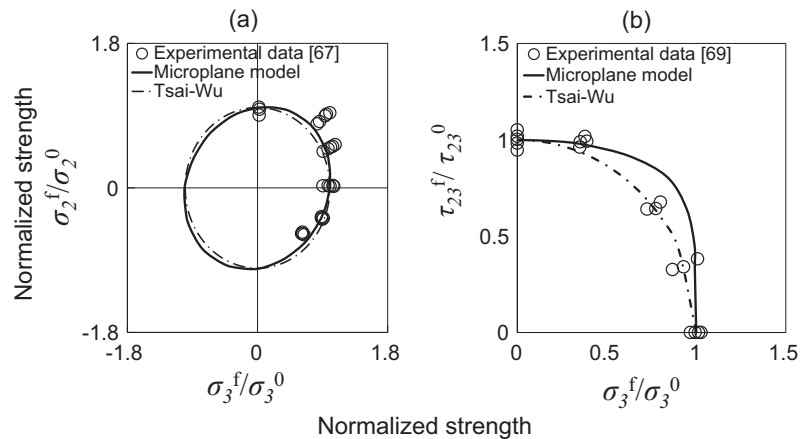 (a)
1.8
Experimental data [67]
Microplane model
Tsai-Wu
Normalized strength
σ₂ᶠ/σ₂⁰
0
-1.8
-1.8 0 1.8
σ₃ᶠ/σ₃⁰
(b)
1.5
Experimental data [69]
Microplane model
Tsai-Wu
τ₂₃ᶠ/τ₂₃⁰
1
0.5
0
0 0.5 1 1.5
σ₃ᶠ/σ₃⁰
Normalized strength